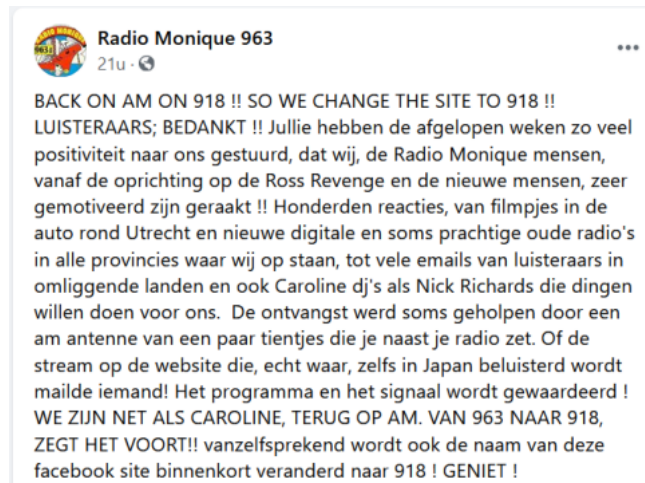 RADIO MONIQUE
963
Radio Monique 963
21u ·
BACK ON AM ON 918 !! SO WE CHANGE THE SITE TO 918 !!
LUISTERAARS; BEDANKT !! Jullie hebben de afgelopen weken zo veel
positiviteit naar ons gestuurd, dat wij, de Radio Monique mensen,
vanaf de oprichting op de Ross Revenge en de nieuwe mensen, zeer
gemotiveerd zijn geraakt !! Honderden reacties, van filmpjes in de
auto rond Utrecht en nieuwe digitale en soms prachtige oude radio's
in alle provincies waar wij op staan, tot vele emails van luisteraars in
omliggende landen en ook Caroline dj's als Nick Richards die dingen
willen doen voor ons. De ontvangst werd soms geholpen door een
am antenne van een paar tientjes die je naast je radio zet. Of de
stream op de website die, echt waar, zelfs in Japan beluisterd wordt
mailde iemand! Het programma en het signaal wordt gewaardeerd !
WE ZIJN NET ALS CAROLINE, TERUG OP AM. VAN 963 NAAR 918,
ZEGT HET VOORT!! vanzelfsprekend wordt ook de naam van deze
facebook site binnenkort veranderd naar 918 ! GENIET !